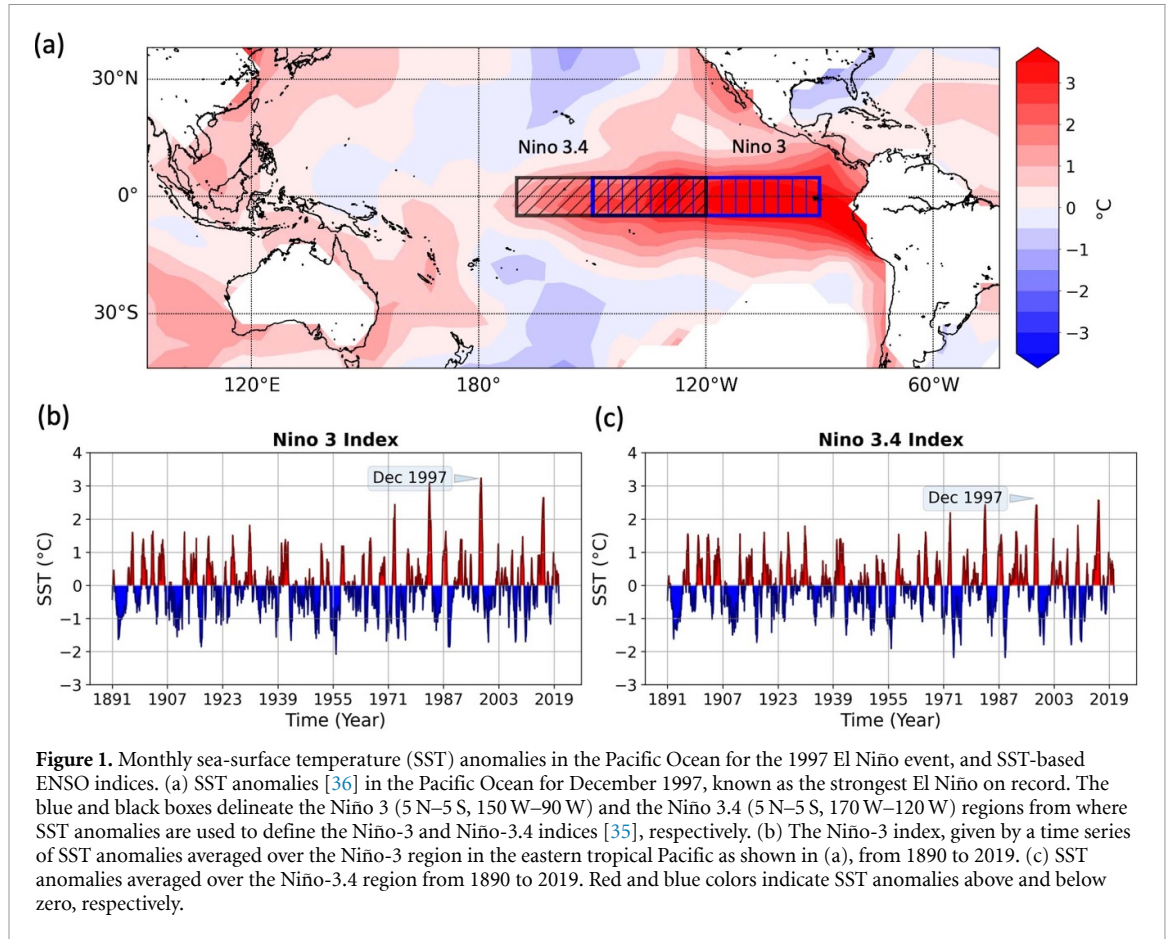 (a)
30°N
0°
30°S
Nino 3.4
Nino 3
120°E
180°
120°W
60°W
3
2
1
0
−1
−2
−3
°C
(b)
Nino 3 Index
4
3
2
1
0
−1
−2
−3
SST (°C)
Dec 1997
1891 1907 1923 1939 1955 1971 1987 2003 2019
Time (Year)
(c)
Nino 3.4 Index
4
3
2
1
0
−1
−2
−3
SST (°C)
Dec 1997
1891 1907 1923 1939 1955 1971 1987 2003 2019
Time (Year)
Figure 1. Monthly sea-surface temperature (SST) anomalies in the Pacific Ocean for the 1997 El Niño event, and SST-based
ENSO indices. (a) SST anomalies [36] in the Pacific Ocean for December 1997, known as the strongest El Niño on record. The
blue and black boxes delineate the Niño 3 (5 N–5 S, 150 W–90 W) and the Niño 3.4 (5 N–5 S, 170 W–120 W) regions from where
SST anomalies are used to define the Niño-3 and Niño-3.4 indices [35], respectively. (b) The Niño-3 index, given by a time series
of SST anomalies averaged over the Niño-3 region in the eastern tropical Pacific as shown in (a), from 1890 to 2019. (c) SST
anomalies averaged over the Niño-3.4 region from 1890 to 2019. Red and blue colors indicate SST anomalies above and below
zero, respectively.